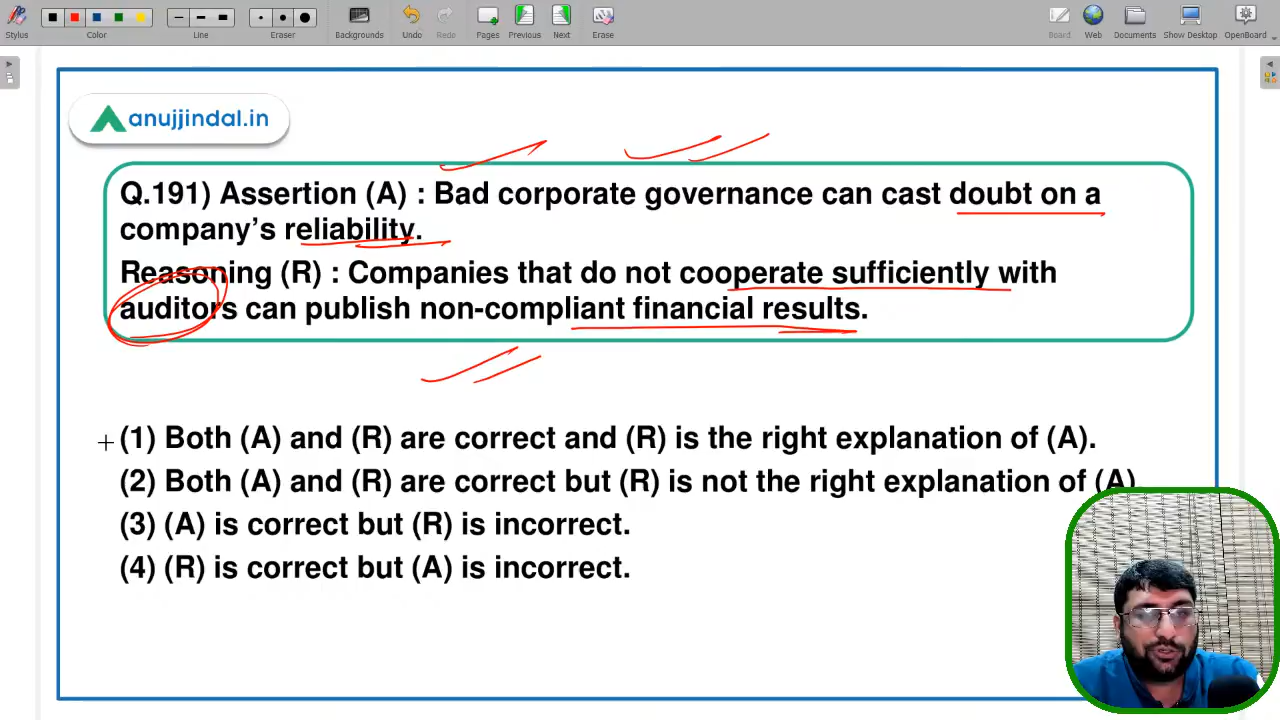 Stylus
Color
Line
Eraser
Backgrounds
Undo
Redo
Pages
Previous
Next
Erase
Board
Web
Documents
Show Desktop
OpenBoard
anujjindal.in
Q.191) Assertion (A) : Bad corporate governance can cast doubt on a
company’s reliability.
Reasoning (R) : Companies that do not cooperate sufficiently with
auditors can publish non-compliant financial results.
(1) Both (A) and (R) are correct and (R) is the right explanation of (A).
(2) Both (A) and (R) are correct but (R) is not the right explanation of (A)
(3) (A) is correct but (R) is incorrect.
(4) (R) is correct but (A) is incorrect.